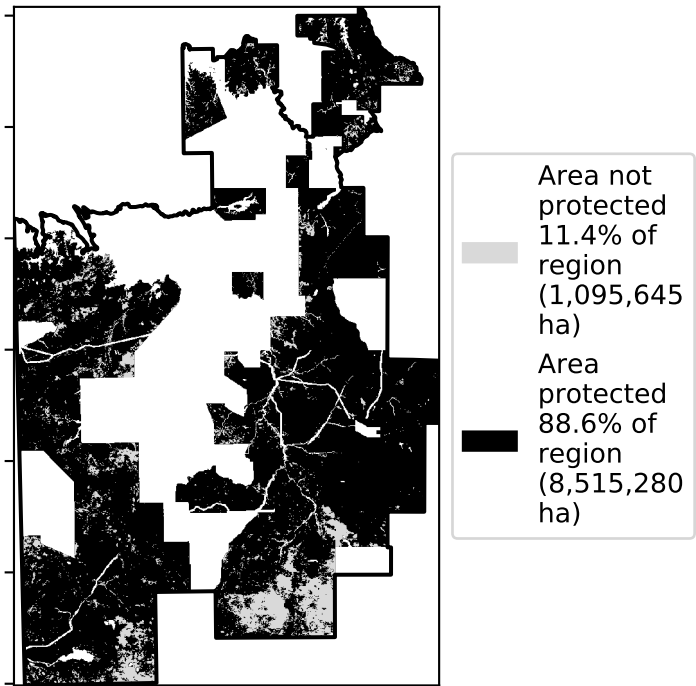 Area not
protected
11.4% of
region
(1,095,645
ha)
Area
protected
88.6% of
region
(8,515,280
ha)